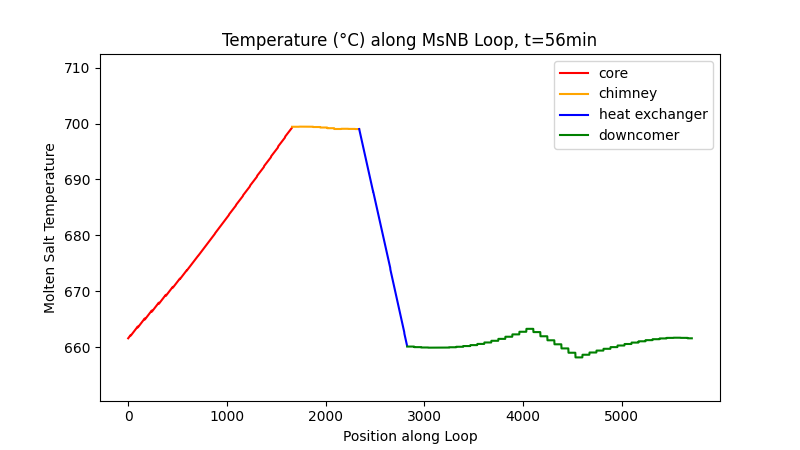 Temperature (°C) along MsNB Loop, t=56min
core
chimney
heat exchanger
downcomer
Molten Salt Temperature
710
700
690
680
670
660
0 1000 2000 3000 4000 5000
Position along Loop